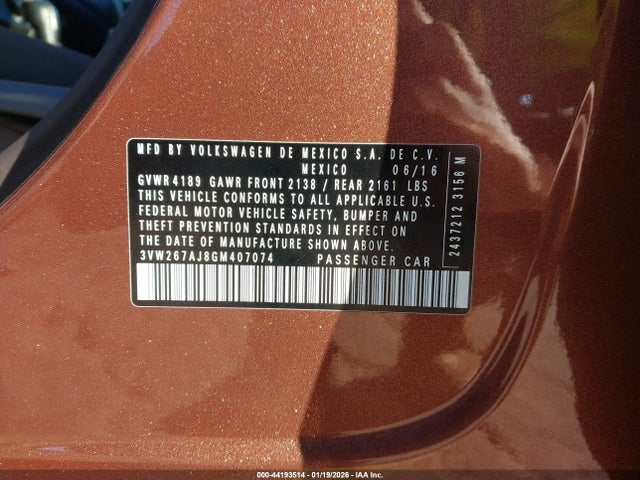 MFD BY VOLKSWAGEN DE MEXICO S.A. DE C.V.
MEXICO 06/16
GVWR 4189 GAWR FRONT 2138 / REAR 2161 LBS
THIS VEHICLE CONFORMS TO ALL APPLICABLE U.S.
FEDERAL MOTOR VEHICLE SAFETY, BUMPER AND
THEFT PREVENTION STANDARDS IN EFFECT ON
THE DATE OF MANUFACTURE SHOWN ABOVE.
3VW267AJ8GM407074 PASSENGER CAR
2437212 3156 M
000-44193514 - 01/19/2026 - IAA Inc.